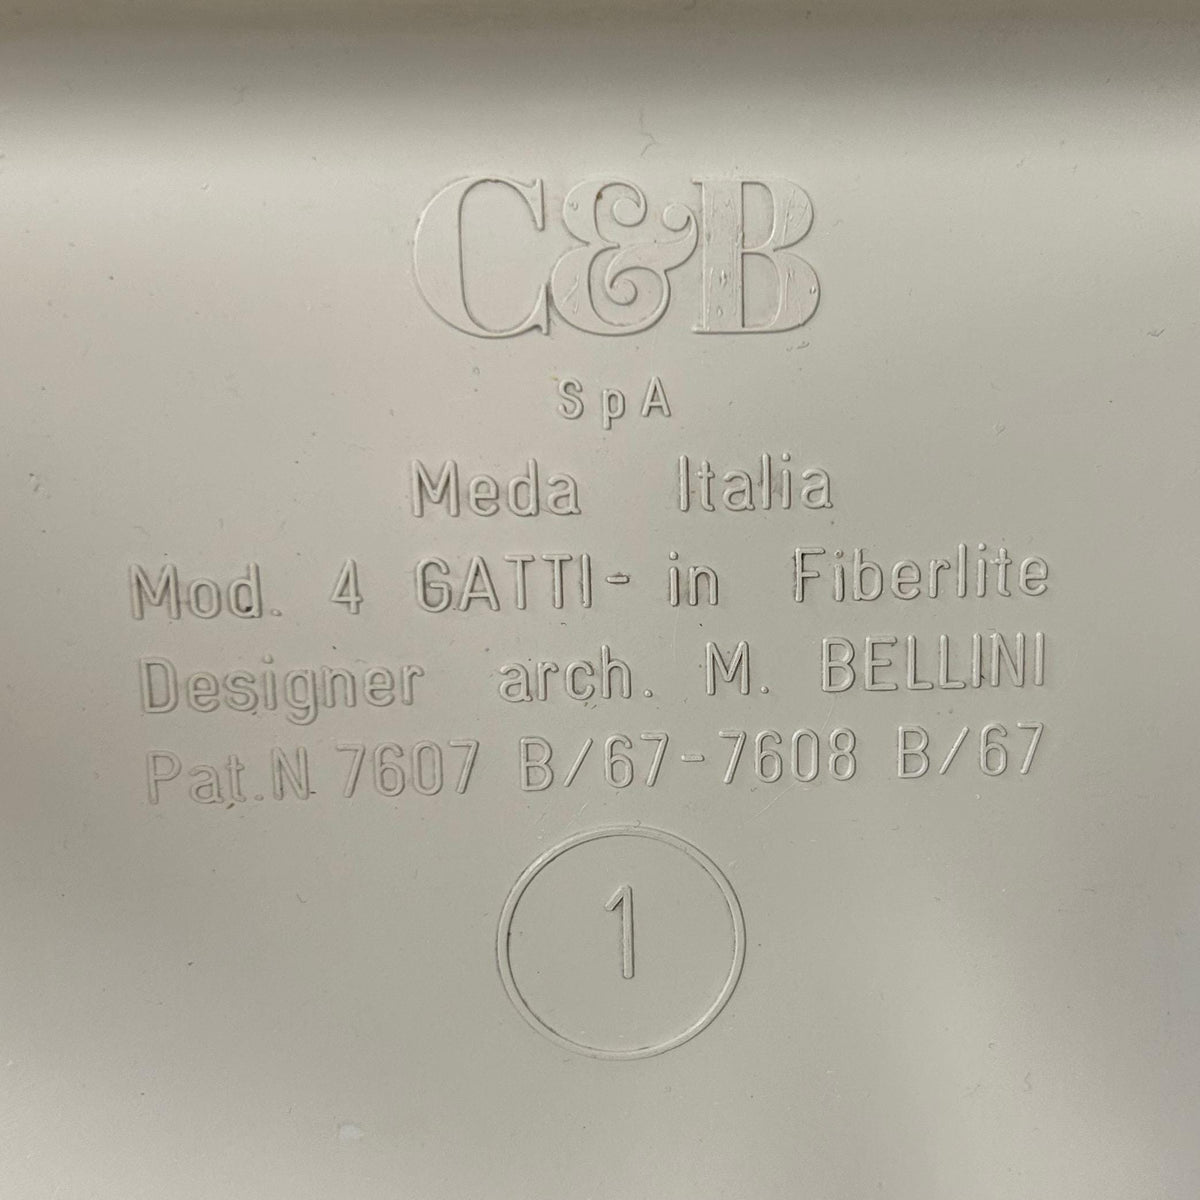 C&B
SpA
Meda Italia
Mod. 4 GATTI - in Fiberlite
Designer arch. M. BELLINI
Pat.N 7607 B/67-7608 B/67
1